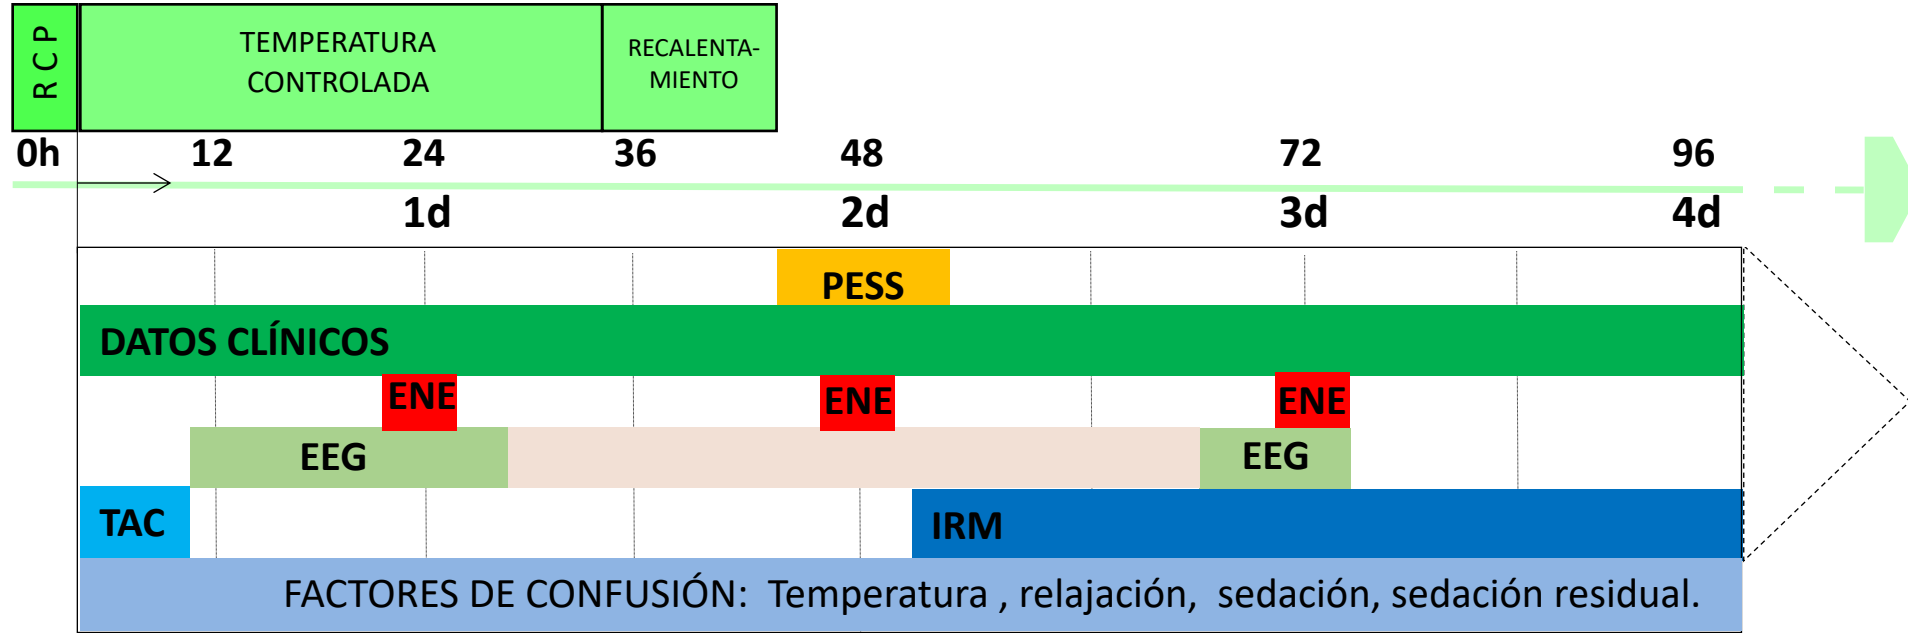 R C P
TEMPERATURA
CONTROLADA
RECALENTA-
MIENTO
0h 12 24 36 48 72 96
1d 2d 3d 4d
PESS
DATOS CLÍNICOS
ENE ENE ENE
EEG EEG
TAC IRM
FACTORES DE CONFUSIÓN: Temperatura , relajación, sedación, sedación residual.